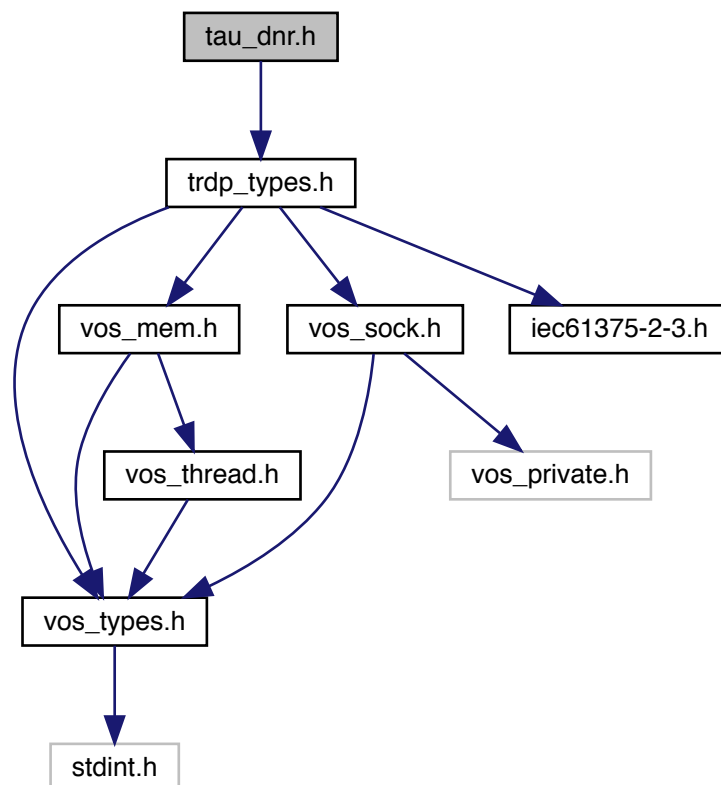 tau_dnr.h
trdp_types.h
vos_mem.h
vos_sock.h
iec61375-2-3.h
vos_thread.h
vos_private.h
vos_types.h
stdint.h